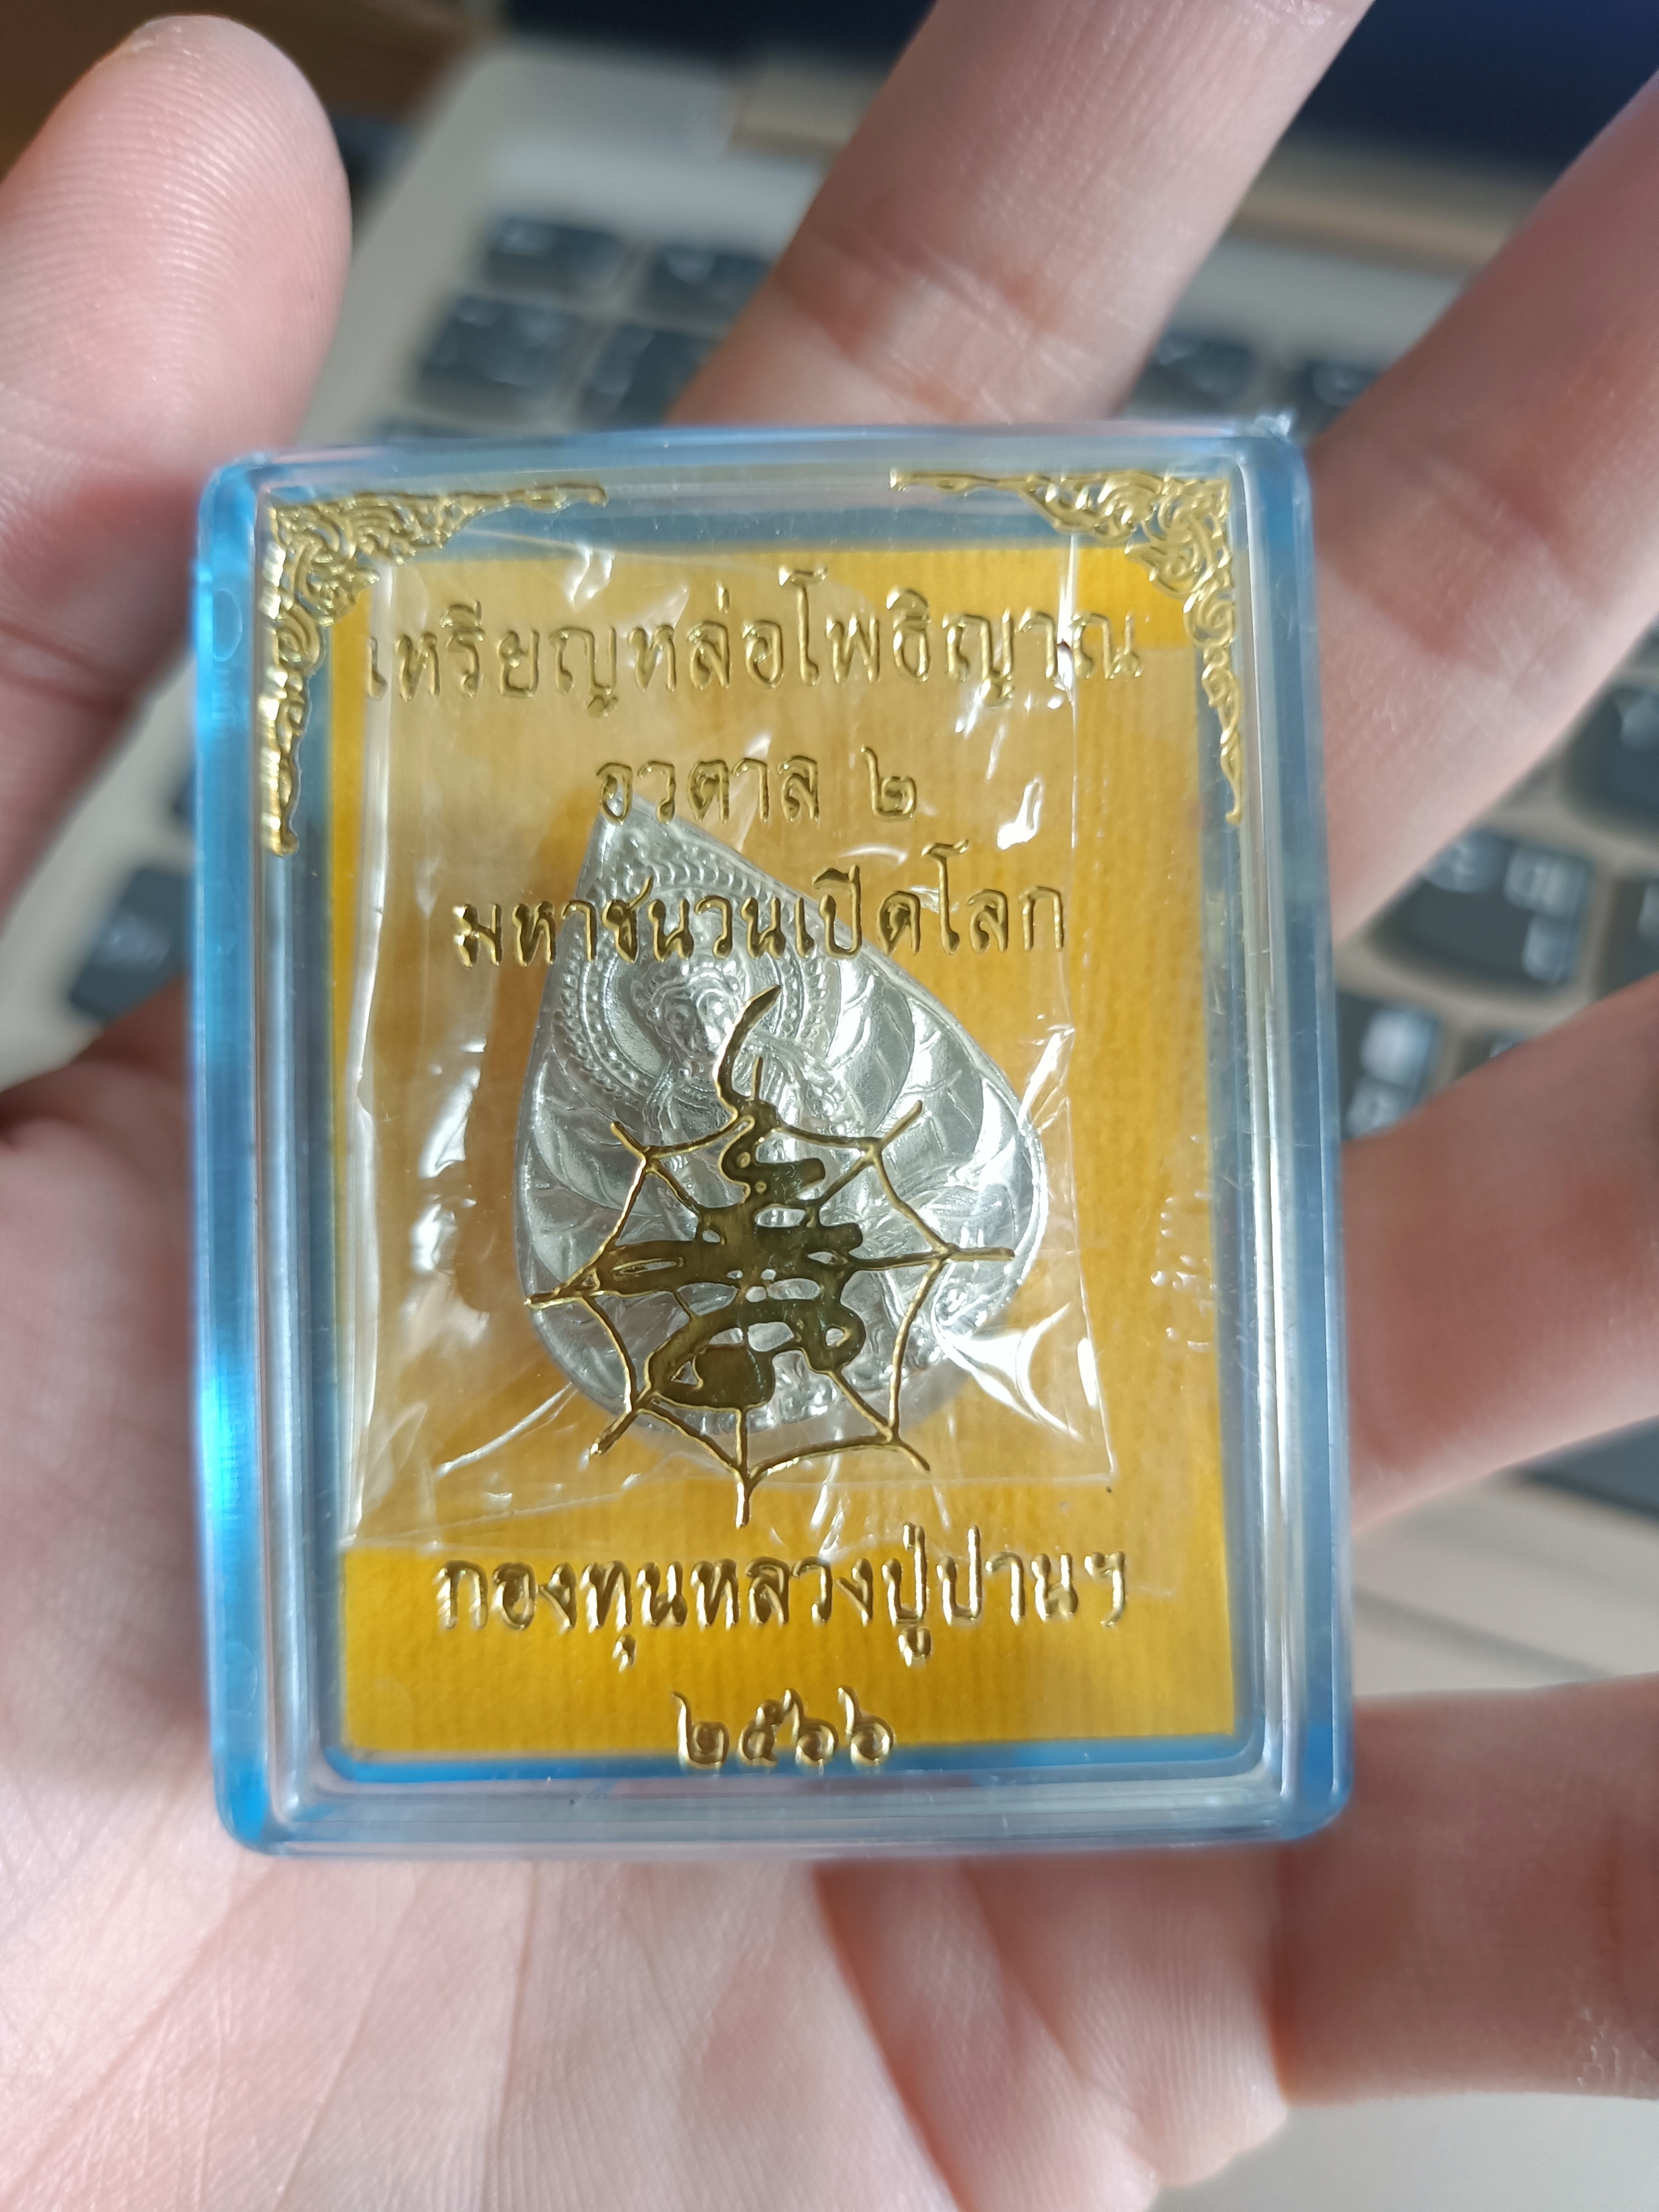 เหรียญหล่อโพธิญาณ
อวตาล ๒
มหาชนวนเปิดโลก
กองทุนหลวงปู่ปานฯ
๒๕๖๖